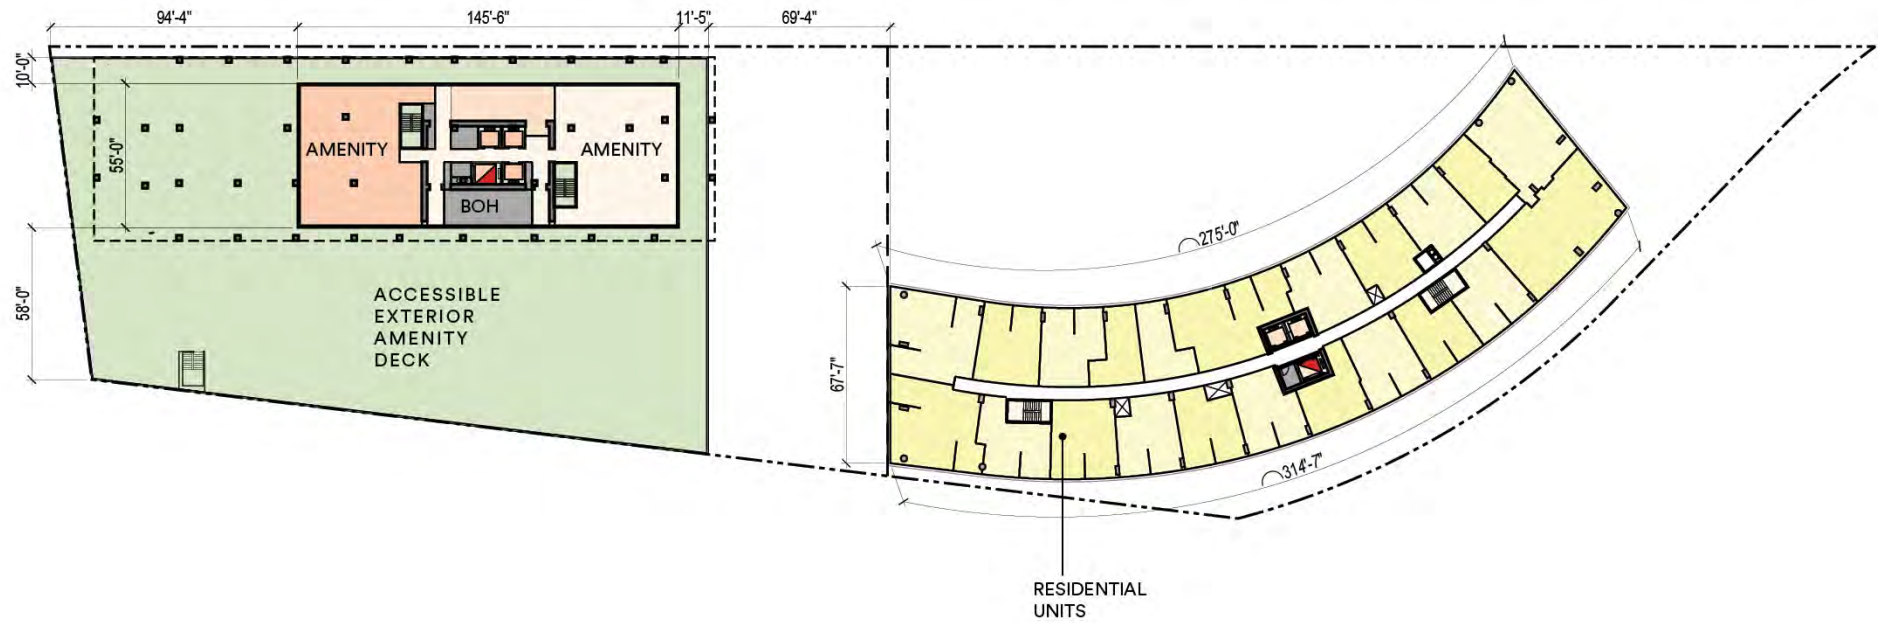 94'-4"
145'-6"
11'-5"
69'-4"
10'-0"
55'-0"
58'-0"
AMENITY
AMENITY
BOH
ACCESSIBLE
EXTERIOR
AMENITY
DECK
275'-0"
67'-7"
314'-7"
RESIDENTIAL
UNITS